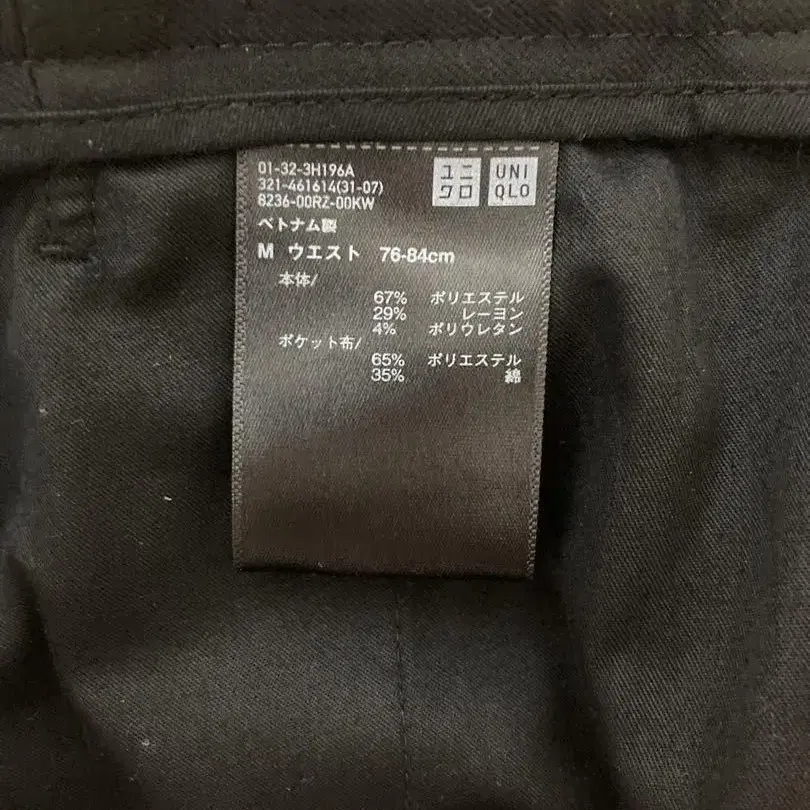 01-32-3H196A
321-461614(31-07)
8236-00RZ-00KW
ユニクロ
UNIQLO
ベトナム製
M ウエスト 76-84cm
本体/
67% ポリエステル
29% レーヨン
4% ポリウレタン
ポケット布/
65% ポリエステル
35% 綿